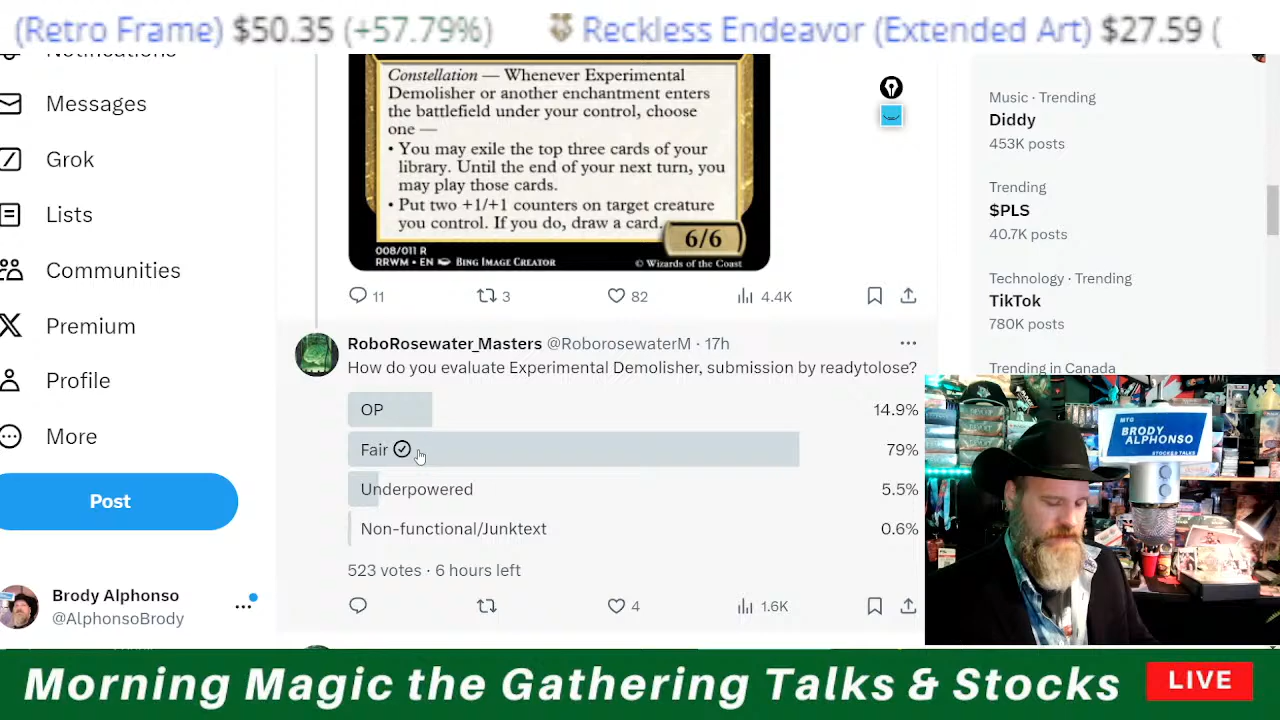 (Retro Frame) $50.35 (+57.79%) Reckless Endeavor (Extended Art) $27.59 (
Notifications
Messages
Grok
Lists
Communities
Premium
Profile
More
Post
Brody Alphonso
@AlphonsoBrody
Constellation — Whenever Experimental
Demolisher or another enchantment enters
the battlefield under your control, choose
one —
• You may exile the top three cards of your
library. Until the end of your next turn, you
may play those cards.
• Put two +1/+1 counters on target creature
you control. If you do, draw a card.
6/6
008/011 R
RRWM • EN Bing Image Creator © Wizards of the Coast
11 3 82 4.4K
RoboRosewater_Masters @RoborosewaterM · 17h
How do you evaluate Experimental Demolisher, submission by readytolose?
OP 14.9%
Fair 79%
Underpowered 5.5%
Non-functional/Junktext 0.6%
523 votes · 6 hours left
4 1.6K
Music · Trending
Diddy
453K posts
Trending
$PLS
40.7K posts
Technology · Trending
TikTok
780K posts
Trending in Canada
MTG
BRODY
ALPHONSO
STOCKS & TALKS
Morning Magic the Gathering Talks & Stocks LIVE